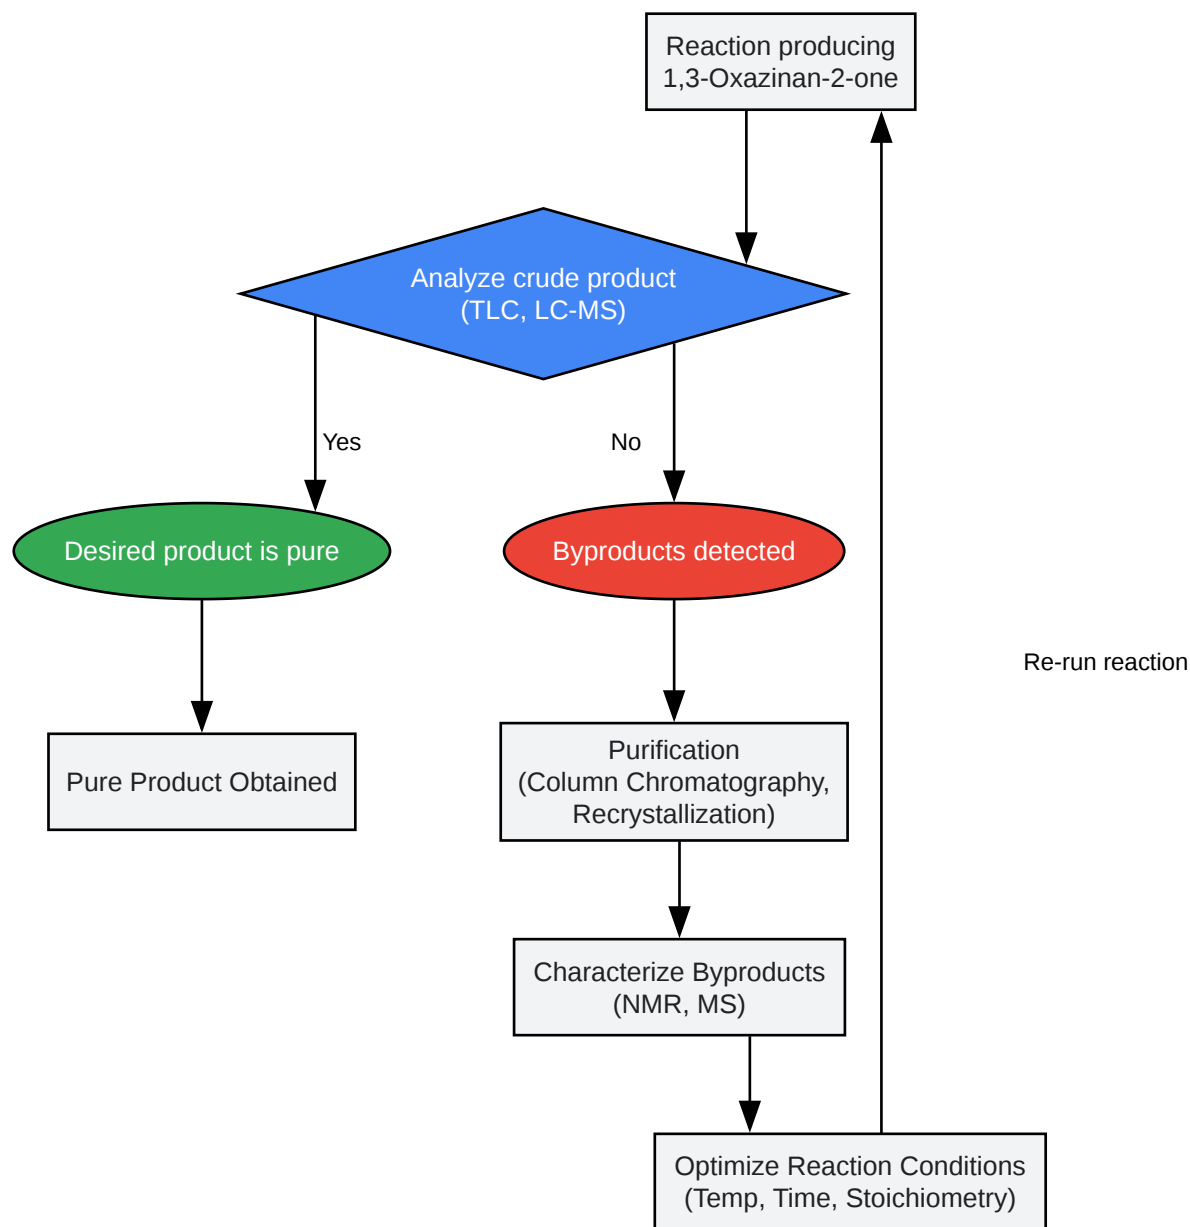 Reaction producing
1,3-Oxazinan-2-one
Analyze crude product
(TLC, LC-MS)
Yes
No
Desired product is pure
Byproducts detected
Re-run reaction
Pure Product Obtained
Purification
(Column Chromatography,
Recrystallization)
Characterize Byproducts
(NMR, MS)
Optimize Reaction Conditions
(Temp, Time, Stoichiometry)